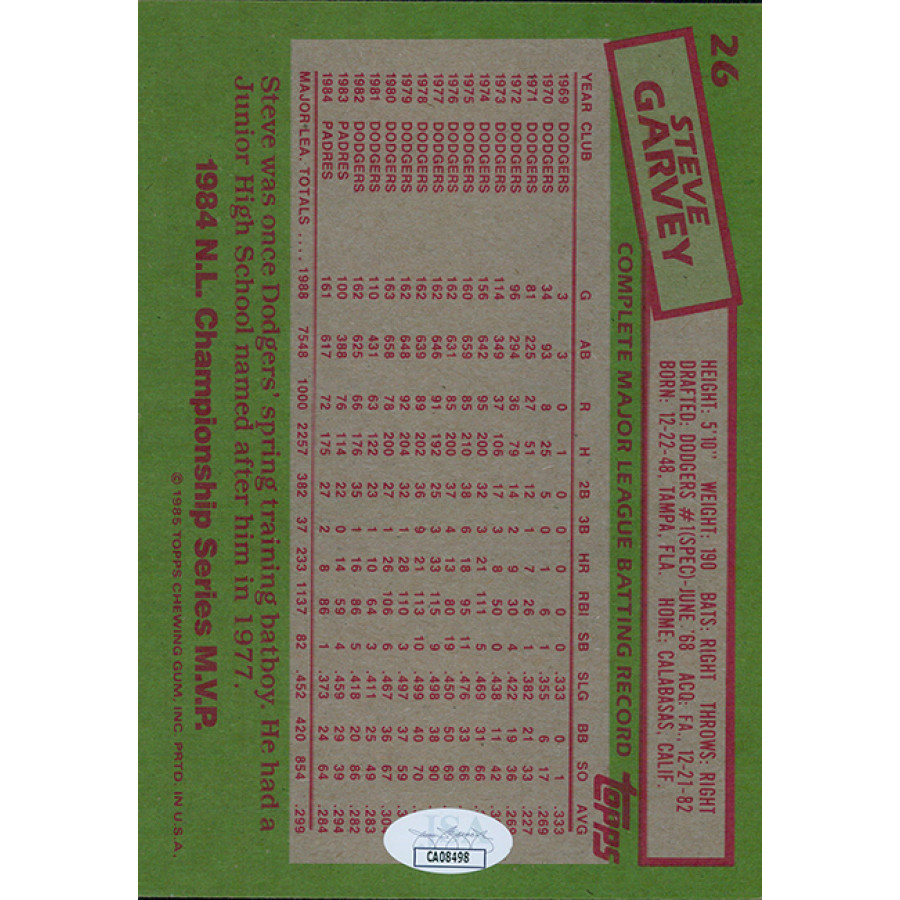 26
STEVE
GARVEY
HEIGHT: 5'10" WEIGHT: 190 BATS: RIGHT THROWS: RIGHT
DRAFTED: DODGERS #1(SPEC)-JUNE '68 ACQ: FA., 12-21-82
BORN: 12-22-48, TAMPA, FLA. HOME: CALABASAS, CALIF.
COMPLETE MAJOR LEAGUE BATTING RECORD
topps
YEAR CLUB G AB R H 2B 3B HR RBI SB SLG BB SO AVG
1969 DODGERS 3 3 0 1 0 0 0 0 0 .333 0 1 .333
1970 DODGERS 34 93 8 25 5 0 1 6 1 .355 6 17 .269
1971 DODGERS 81 225 27 51 12 1 7 26 1 .382 21 33 .227
1972 DODGERS 96 294 36 79 14 2 9 30 4 .422 19 36 .269
1973 DODGERS 114 349 37 106 17 3 8 50 0 .438 11 42
1974 DODGERS 156 642 95 200 32 3 21 111 5 .469 31 66
1975 DODGERS 160 659 85 210 38 6 18 95 11 .476 33 66
1976 DODGERS 162 631 85 200 37 4 13 80 19 .450 50 69
1977 DODGERS 162 646 91 192 25 3 33 115 9 .498 38 90
1978 DODGERS 162 639 89 202 36 9 21 113 10 .499 40 70
1979 DODGERS 162 648 92 204 32 1 28 110 3 .497 37 59
1980 DODGERS 163 658 78 200 27 1 26 106 6 .467 36 67
1981 DODGERS 110 431 63 122 23 1 10 64 3 .411 25 49 .283
1982 DODGERS 162 625 66 176 35 1 16 86 5 .418 20 86 .282
1983 PADRES 100 388 76 114 22 0 14 59 4 .459 29 39 .294
1984 PADRES 161 617 72 175 27 2 8 86 1 .373 24 64 .284
MAJOR LEA. TOTALS .... 1988 7548 1000 2257 382 37 233 1137 82 .452 420 854 .299
Steve was once Dodgers' spring training batboy. He had a
Junior High School named after him in 1977.
1984 N.L. Championship Series M.V.P.
© 1985 TOPPS CHEWING GUM, INC. PRTD. IN U.S.A.
JSA
CA08498